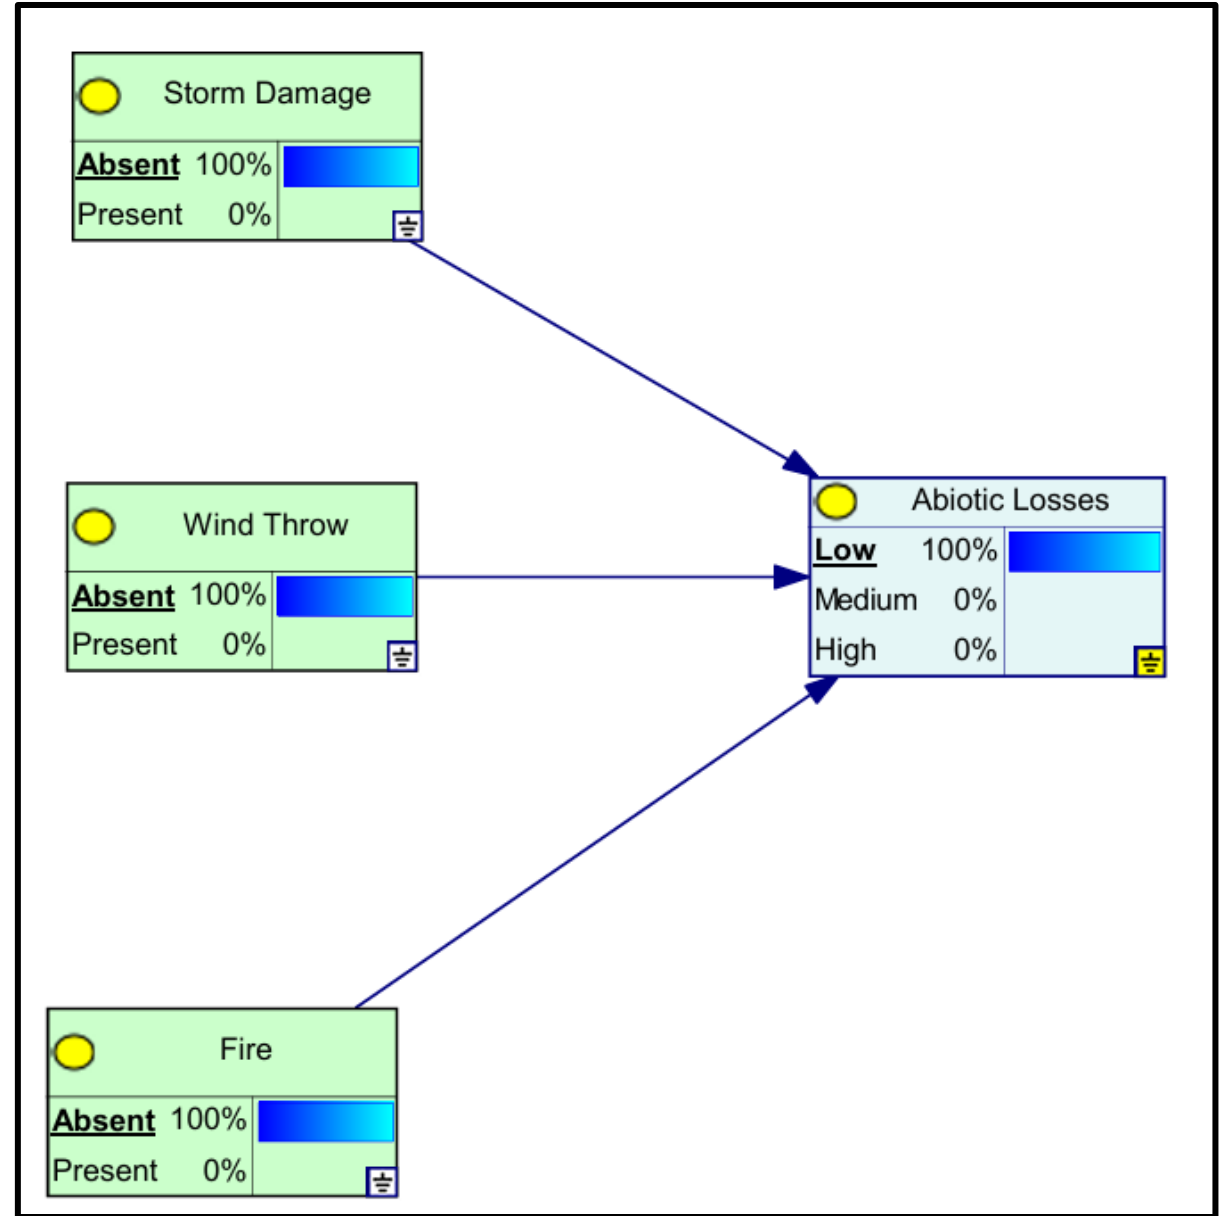 Storm Damage
Absent 100%
Present 0%
Wind Throw
Absent 100%
Present 0%
Abiotic Losses
Low 100%
Medium 0%
High 0%
Fire
Absent 100%
Present 0%